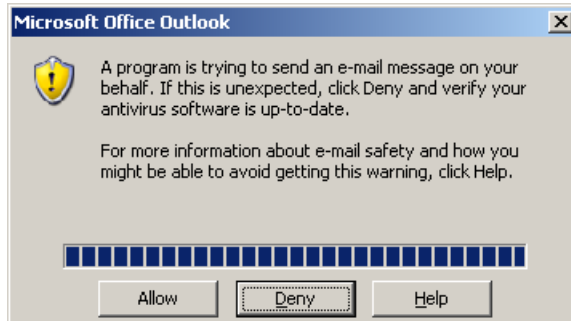 Microsoft Office Outlook
A program is trying to send an e-mail message on your
behalf. If this is unexpected, click Deny and verify your
antivirus software is up-to-date.
For more information about e-mail safety and how you
might be able to avoid getting this warning, click Help.
Allow Deny Help